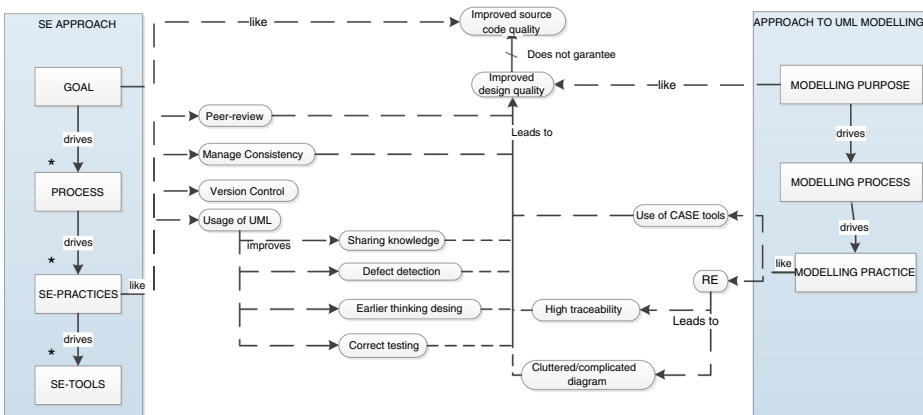 SE APPROACH
GOAL
drives
*
PROCESS
drives
*
SE-PRACTICES
like
drives
*
SE-TOOLS
like
Improved source
code quality
Does not garantee
Improved
design quality
Leads to
Peer-review
Manage Consistency
Version Control
Usage of UML
improves
Sharing knowledge
Defect detection
Earlier thinking desing
Correct testing
Use of CASE tools
RE
Leads to
High traceability
Cluttered/complicated
diagram
like
APPROACH TO UML MODELLING
MODELLING PURPOSE
drives
MODELLING PROCESS
drives
like
MODELLING PRACTICE